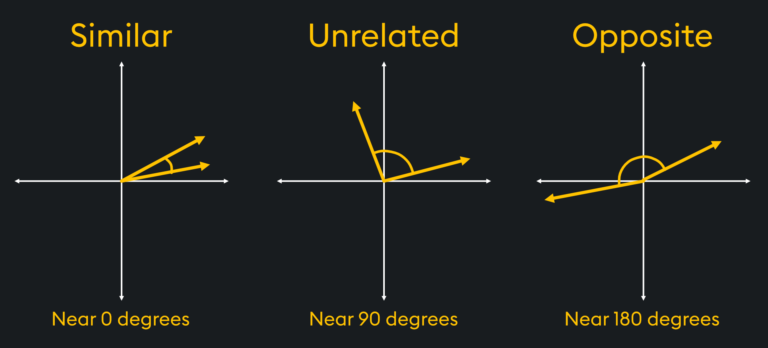 Similar
Unrelated
Opposite
Near 0 degrees
Near 90 degrees
Near 180 degrees